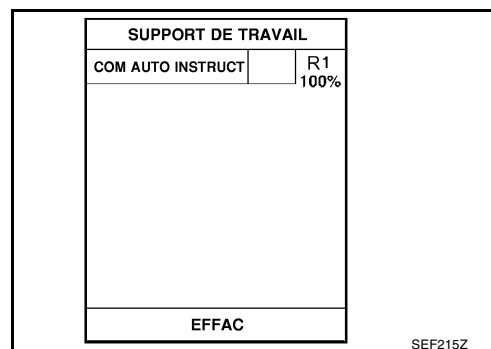 SUPPORT DE TRAVAIL
COM AUTO INSTRUCT R1
100%
EFFAC
SEF215Z